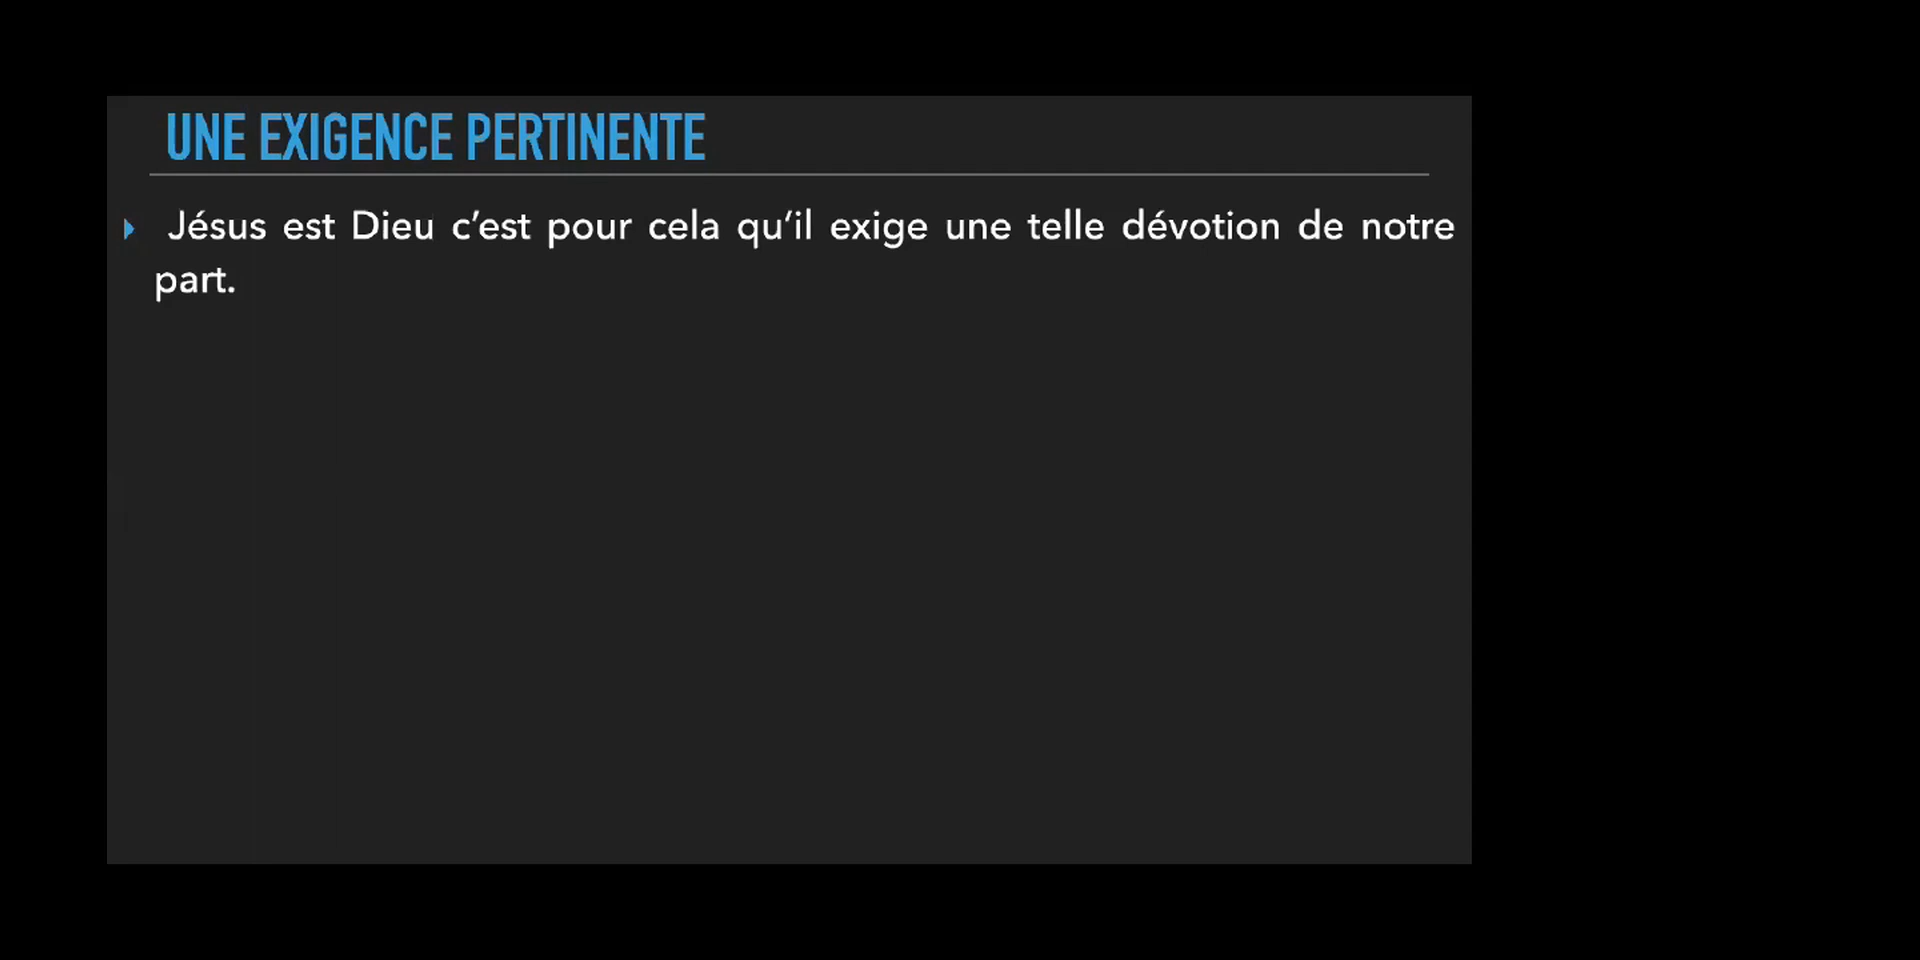 UNE EXIGENCE PERTINENTE
Jésus est Dieu c’est pour cela qu’il exige une telle dévotion de notre
part.